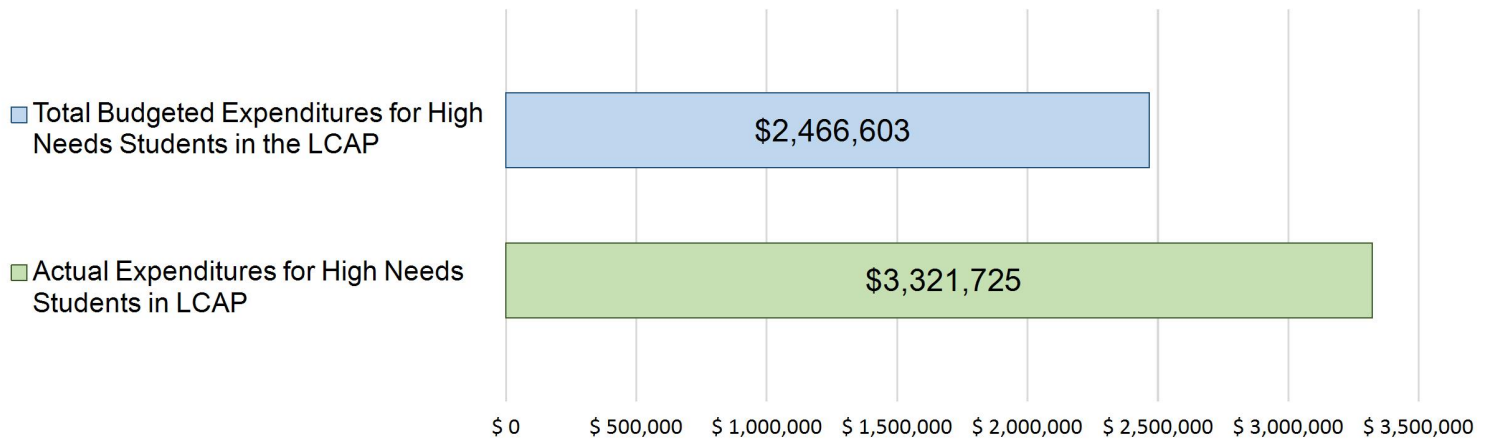 Total Budgeted Expenditures for High
Needs Students in the LCAP
$2,466,603
Actual Expenditures for High Needs
Students in LCAP
$3,321,725
$ 0
$ 500,000
$ 1,000,000
$ 1,500,000
$ 2,000,000
$ 2,500,000
$ 3,000,000
$ 3,500,000